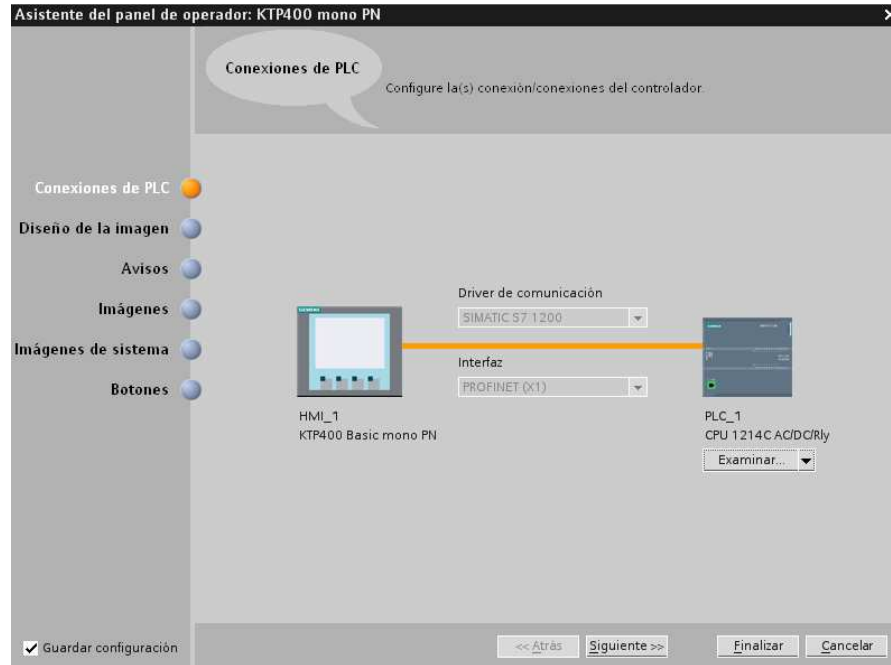 Asistente del panel de operador: KTP400 mono PN
Conexiones de PLC
Configure la(s) conexión/conexiones del controlador.
Conexiones de PLC
Diseño de la imagen
Avisos
Imágenes
Imágenes de sistema
Botones
Driver de comunicación
SIMATIC S7 1200
Interfaz
PROFINET (X1)
HMI_1
KTP400 Basic mono PN
PLC_1
CPU 1214C AC/DC/Rly
Examinar...
Guardar configuración
<< Atrás
Siguiente >>
Finalizar
Cancelar